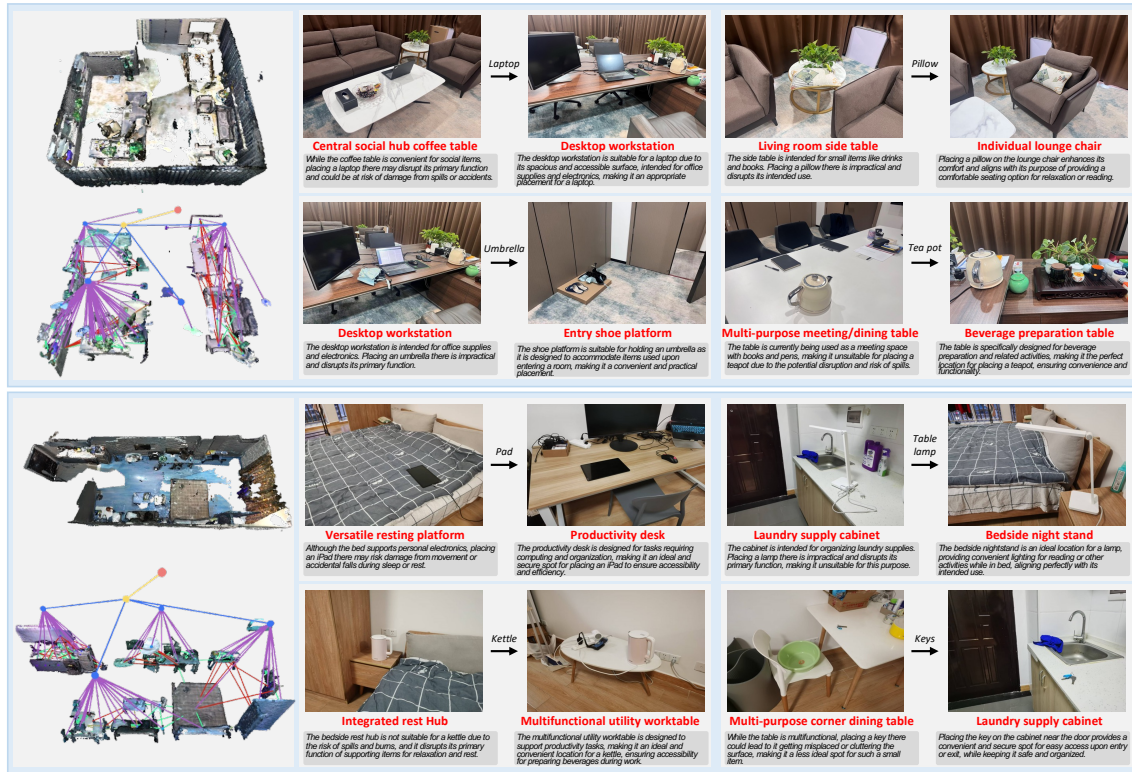 Laptop
Central social hub coffee table
While the coffee table is convenient for social items,
placing a laptop there may disrupt its primary function
and could be at risk of damage from spills or accidents.
Desktop workstation
The desktop workstation is suitable for a laptop due to
its spacious and accessible surface, intended for office
supplies and electronics, making it an appropriate
placement for a laptop.
Pillow
Living room side table
The side table is intended for small items like drinks
and books. Placing a pillow there is impractical and
disrupts its intended use.
Individual lounge chair
Placing a pillow on the lounge chair enhances its
comfort and aligns with its purpose of providing a
comfortable seating option for relaxation or reading.
Umbrella
Desktop workstation
The desktop workstation is intended for office supplies
and electronics. Placing an umbrella there is impractical
and disrupts its primary function.
Entry shoe platform
The shoe platform is suitable for holding an umbrella as
it is designed to accommodate items used upon
entering a room, making it a convenient and practical
placement.
Tea pot
Multi-purpose meeting/dining table
The table is currently being used as a meeting space
with books and pens, making it unsuitable for placing a
teapot due to the potential disruption and risk of spills.
Beverage preparation table
The table is specifically designed for beverage
preparation and related activities, making it the perfect
location for placing a teapot, ensuring convenience and
functionality.
Pad
Versatile resting platform
Although the bed supports personal electronics, placing
an iPad there may risk damage from movement or
accidental falls during sleep or rest.
Productivity desk
The productivity desk is designed for tasks requiring
computing and organization, making it an ideal and
secure spot for placing an iPad to ensure accessibility
and efficiency.
Table
lamp
Laundry supply cabinet
The cabinet is intended for organizing laundry supplies.
Placing a lamp there is impractical and disrupts its
primary function, making it unsuitable for this purpose.
Bedside night stand
The bedside nightstand is an ideal location for a lamp,
providing convenient lighting for reading or other
activities while in bed, aligning perfectly with its
intended use.
Kettle
Integrated rest Hub
The bedside rest hub is not suitable for a kettle due to
the risk of spills and burns, and it disrupts its primary
function of supporting items for relaxation and rest.
Multifunctional utility worktable
The multifunctional utility worktable is designed to
support productivity tasks, making it an ideal and
convenient location for a kettle, ensuring accessibility
for preparing beverages during work.
Keys
Multi-purpose corner dining table
While the table is multifunctional, placing a key there
could lead to it getting misplaced or cluttering the
surface, making it a less ideal spot for such a small
item.
Laundry supply cabinet
Placing the key on the cabinet near the door provides a
convenient and secure spot for easy access upon entry
or exit, while keeping it safe and organized.